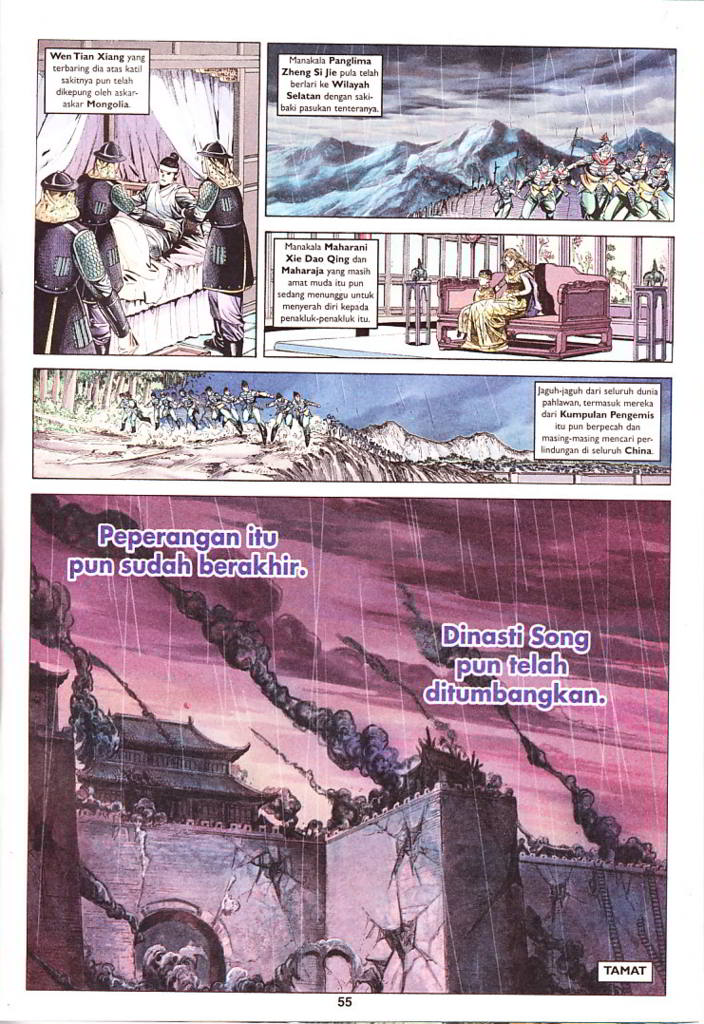 Wen Tian Xiang yang
terbaring dia atas katil
sakitnya pun telah
dikepung oleh askar-
askar Mongolia.
Manakala Panglima
Zheng Si Jie pula telah
berlari ke Wilayah
Selatan dengan saki-
baki pasukan tenteranya.
Manakala Maharani
Xie Dao Qing dan
Maharaja yang masih
amat muda itu pun
sedang menunggu untuk
menyerah diri kepada
penakluk-penakluk itu.
Jaguh-jaguh dari seluruh dunia
pahlawan, termasuk mereka
dari Kumpulan Pengemis
itu pun berpecah dan
masing-masing mencari per-
lindungan di seluruh China.
Peperangan itu
pun sudah berakhir.
Dinasti Song
pun telah
ditumbangkan.
TAMAT
55